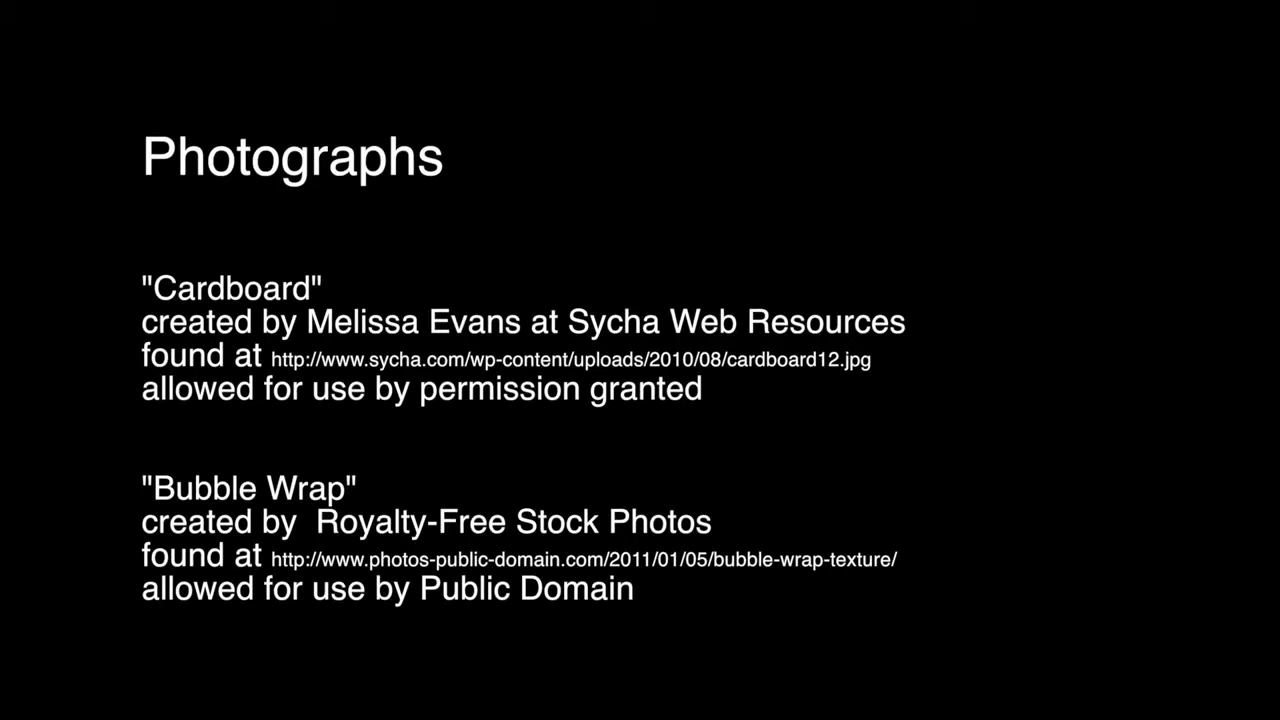 Photographs
"Cardboard"
created by Melissa Evans at Sycha Web Resources
found at http://www.sycha.com/wp-content/uploads/2010/08/cardboard12.jpg
allowed for use by permission granted
"Bubble Wrap"
created by  Royalty-Free Stock Photos
found at http://www.photos-public-domain.com/2011/01/05/bubble-wrap-texture/
allowed for use by Public Domain